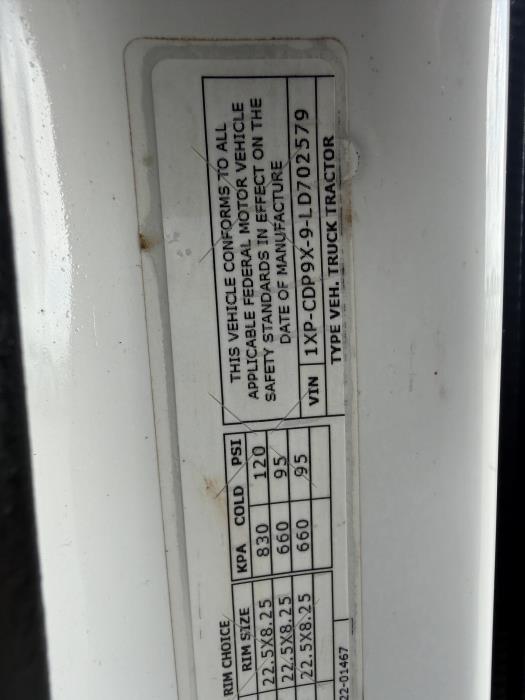 THIS VEHICLE CONFORMS TO ALL
APPLICABLE FEDERAL MOTOR VEHICLE
SAFETY STANDARDS IN EFFECT ON THE
DATE OF MANUFACTURE
VIN 1XP-CDP9X-9-LD702579
TYPE VEH. TRUCK TRACTOR
RIM CHOICE
RIM SIZE KPA COLD PSI
22.5X8.25 830 120
22.5X8.25 660 95
22.5X8.25 660 95
22-01467